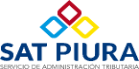 SAT PIURA
SERVICIO DE ADMINISTRACIÓN TRIBUTARIA